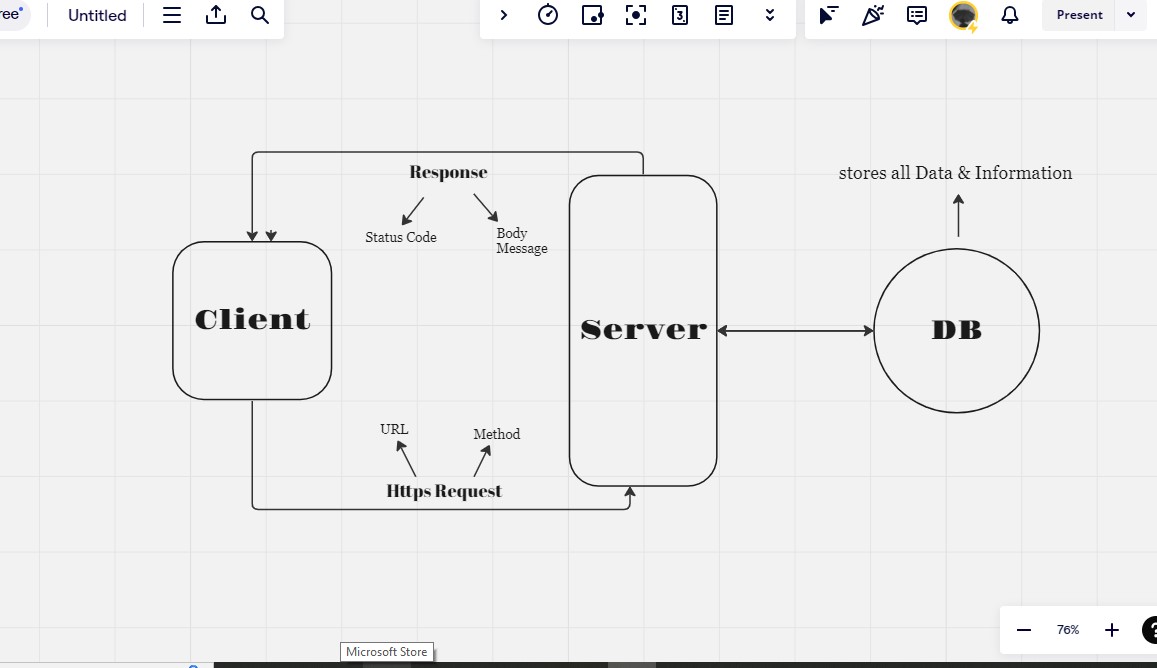 ree
Untitled
3
Present
Response
stores all Data & Information
Status Code
Body
Message
Client
Server
DB
URL
Method
Https Request
76%
?
Microsoft Store